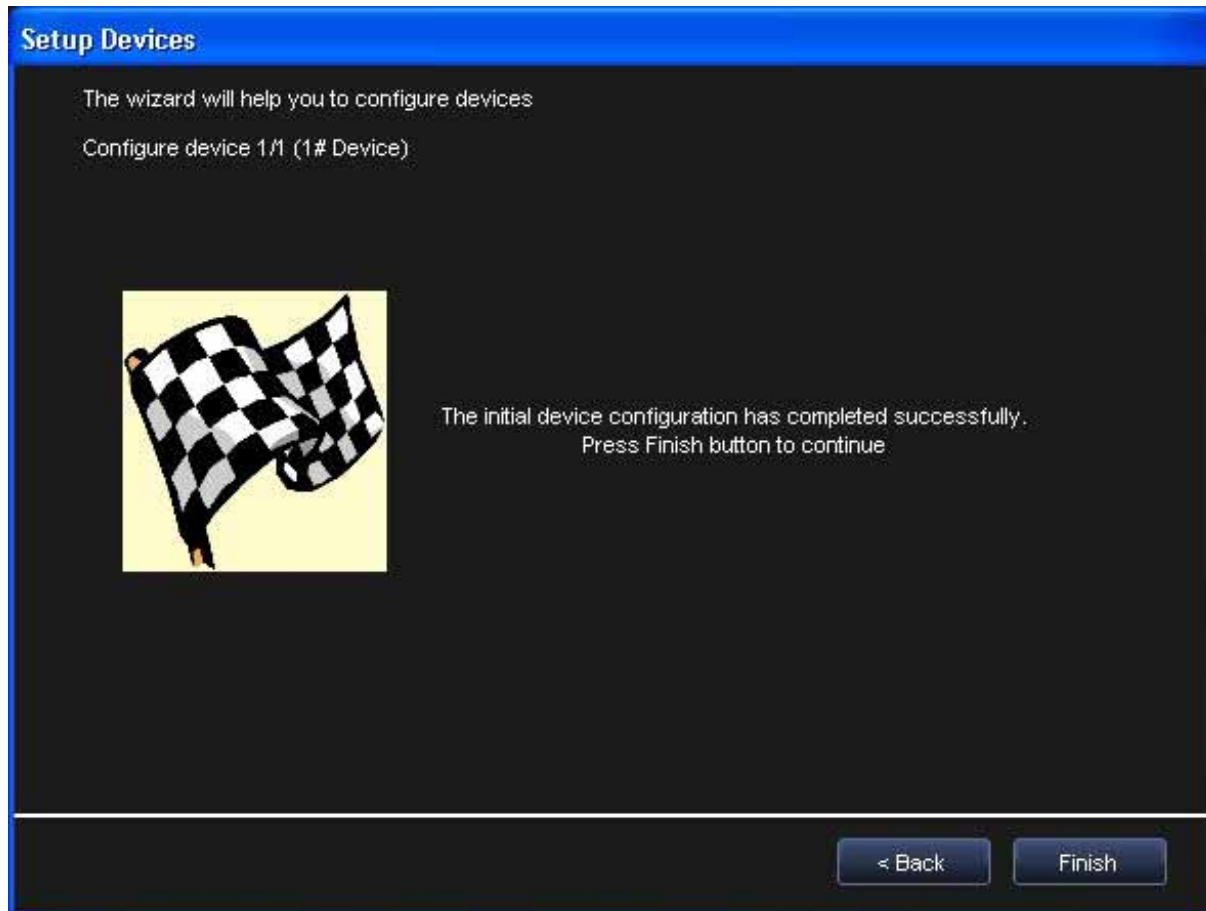 Setup Devices
The wizard will help you to configure devices
Configure device 1/1 (1# Device)
The initial device configuration has completed successfully.
Press Finish button to continue
< Back
Finish